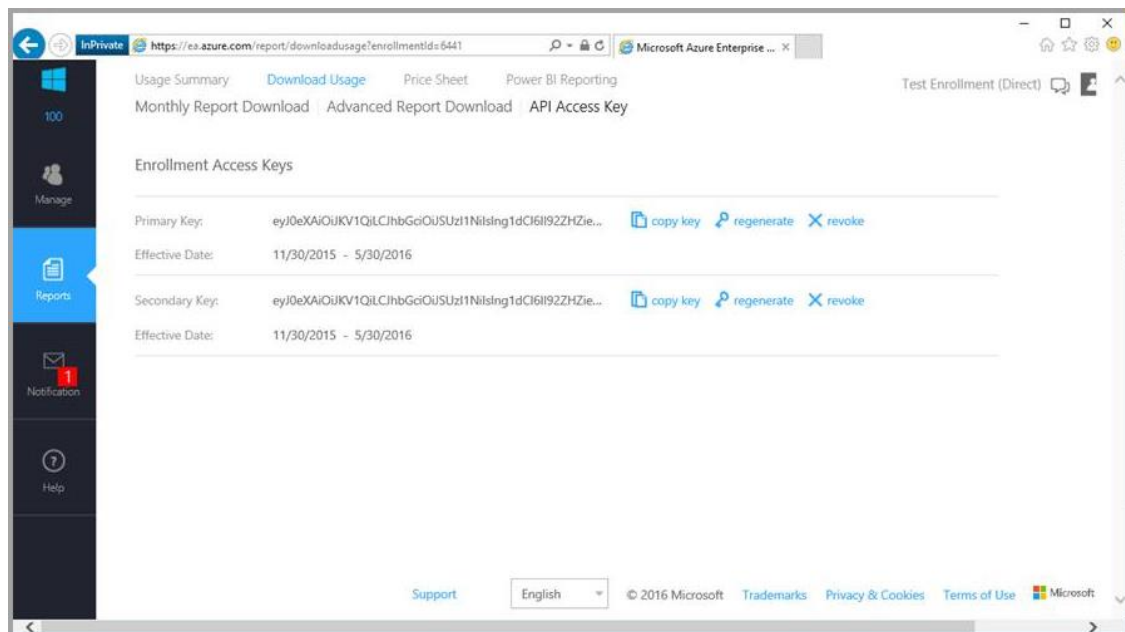 InPrivate https://ea.azure.com/report/downloadusage?enrollmentId=6441 Microsoft Azure Enterprise ...
Usage Summary Download Usage Price Sheet Power BI Reporting
Test Enrollment (Direct)
Monthly Report Download Advanced Report Download API Access Key
100
Manage
Reports
1
Notification
Help
Enrollment Access Keys
Primary Key: eyJ0eXAiOiJKV1QiLCJhbGciOiJSUzI1NiIsIng1dCI6Il92ZHZie... copy key regenerate revoke
Effective Date: 11/30/2015 - 5/30/2016
Secondary Key: eyJ0eXAiOiJKV1QiLCJhbGciOiJSUzI1NiIsIng1dCI6Il92ZHZie... copy key regenerate revoke
Effective Date: 11/30/2015 - 5/30/2016
Support English © 2016 Microsoft Trademarks Privacy & Cookies Terms of Use Microsoft